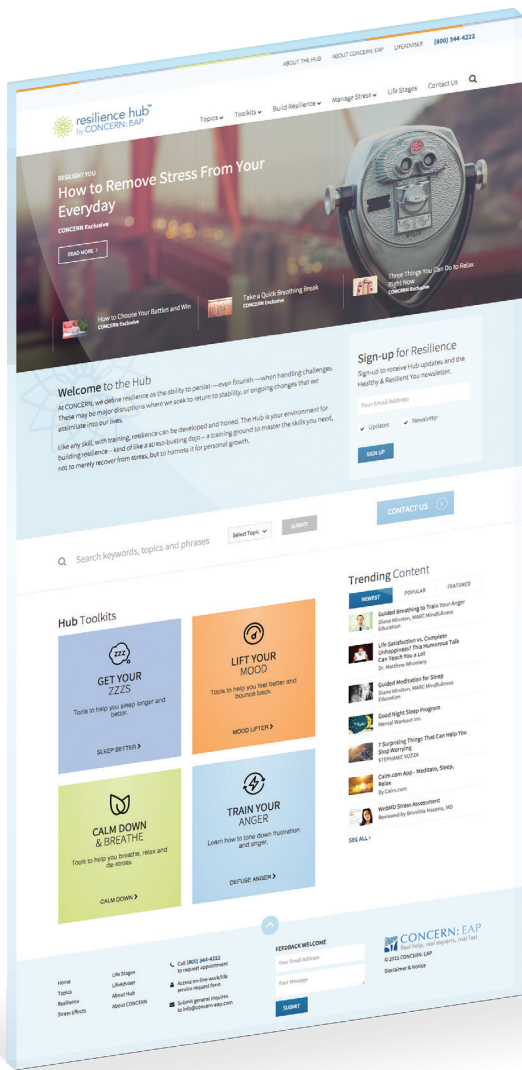 ABOUT THE HUB ABOUT CONCERN: EAP LIFEADVISER (800) 344-4222
resilience hub™
by CONCERN: EAP
Topics Toolkits Build Resilience Manage Stress Life Stages Contact Us
RESILIENT YOU
How to Remove Stress From Your
Everyday
CONCERN Exclusive
READ MORE >
How to Choose Your Battles and Win
CONCERN Exclusive
Take a Quick Breathing Break
CONCERN Exclusive
Three Things You Can Do to Relax
Right Now
CONCERN Exclusive
Welcome to the Hub
At CONCERN, we define resilience as the ability to persist —even flourish —when handling challenges.
These may be major disruptions where we seek to return to stability, or ongoing changes that we
assimilate into our lives.
Like any skill, with training, resilience can be developed and honed. The Hub is your environment for
building resilience – kind of like a stress-busting dojo – a training ground to master the skills you need,
not to merely recover from stress, but to harness it for personal growth.
Sign-up for Resilience
Sign-up to receive Hub updates and the
Healthy & Resilient You newsletter.
Your Email Address
Updates Newsletter
SIGN UP
Search keywords, topics and phrases
Select Topic
SUBMIT
CONTACT US >
Hub Toolkits
GET YOUR
ZZZS
Tools to help you sleep longer and
better.
SLEEP BETTER >
LIFT YOUR
MOOD
Tools to help you feel better and
bounce back.
MOOD LIFTER >
CALM DOWN
& BREATHE
Tools to help you breathe, relax and
de-stress.
CALM DOWN >
TRAIN YOUR
ANGER
Learn how to tone down frustration
and anger.
DEFUSE ANGER >
Trending Content
NEWEST POPULAR FEATURED
Guided Breathing to Train Your Anger
Diana Winston, MARC Mindfulness
Education
Life Satisfaction vs. Complete
Unhappiness? This Humorous Talk
Can Teach You a Lot
Dr. Matthew Whoolery
Guided Meditation for Sleep
Diana Winston, MARC Mindfulness
Education
Good Night Sleep Program
Mental Workout Inc.
7 Surprising Things That Can Help You
Stop Worrying
STEPHANIE VOZZA
Calm.com App - Meditate, Sleep,
Relax
By Calm.com
WebMD Stress Assessment
Reviewed by Brunilda Nazario, MD
SEE ALL >
Home
Topics
Resilience
Stress Effects
Life Stages
LifeAdviser
About Hub
About CONCERN
Call (800) 344-4222
to request appointment
Access on-line work/life
service request form
Submit general inquires
to info@concern-eap.com
FEEDBACK WELCOME
Your Email Address
Your Message
SUBMIT
CONCERN: EAP
Real help, real experts, real fast.
© 2015 CONCERN: EAP
Disclaimer & Notice